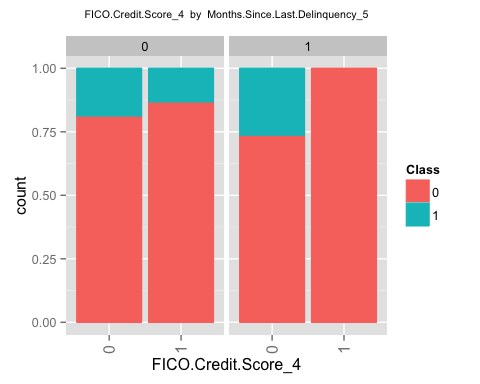 FICO.Credit.Score_4 by Months.Since.Last.Delinquency_5
0 1
1.00
0.75
0.50
0.25
0.00
count
0 1 0 1
FICO.Credit.Score_4
Class
0
1